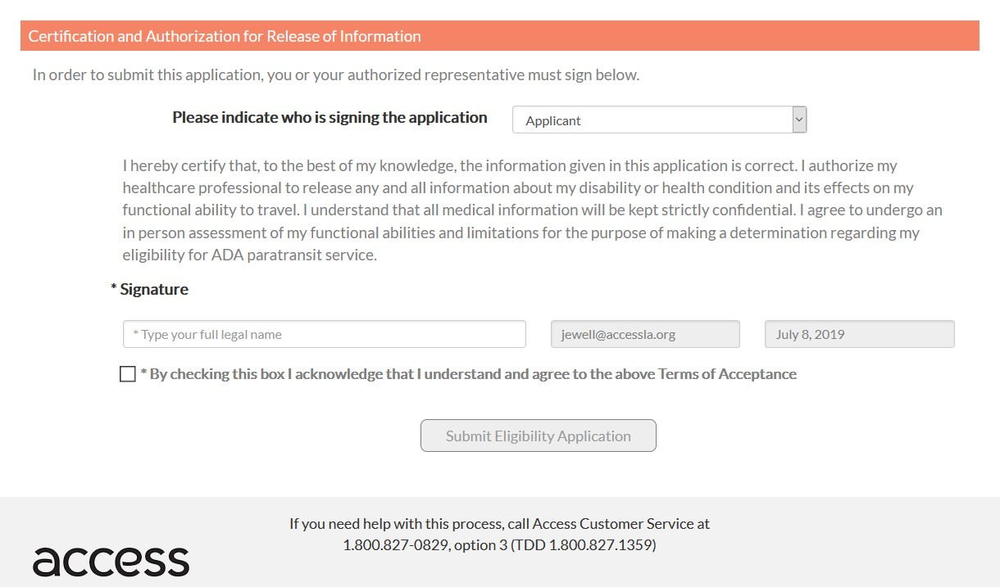 Certification and Authorization for Release of Information
In order to submit this application, you or your authorized representative must sign below.
Please indicate who is signing the application
Applicant
I hereby certify that, to the best of my knowledge, the information given in this application is correct. I authorize my
healthcare professional to release any and all information about my disability or health condition and its effects on my
functional ability to travel. I understand that all medical information will be kept strictly confidential. I agree to undergo an
in person assessment of my functional abilities and limitations for the purpose of making a determination regarding my
eligibility for ADA paratransit service.
* Signature
* Type your full legal name
jewell@accessla.org
July 8, 2019
* By checking this box I acknowledge that I understand and agree to the above Terms of Acceptance
Submit Eligibility Application
If you need help with this process, call Access Customer Service at
1.800.827-0829, option 3 (TDD 1.800.827.1359)
access